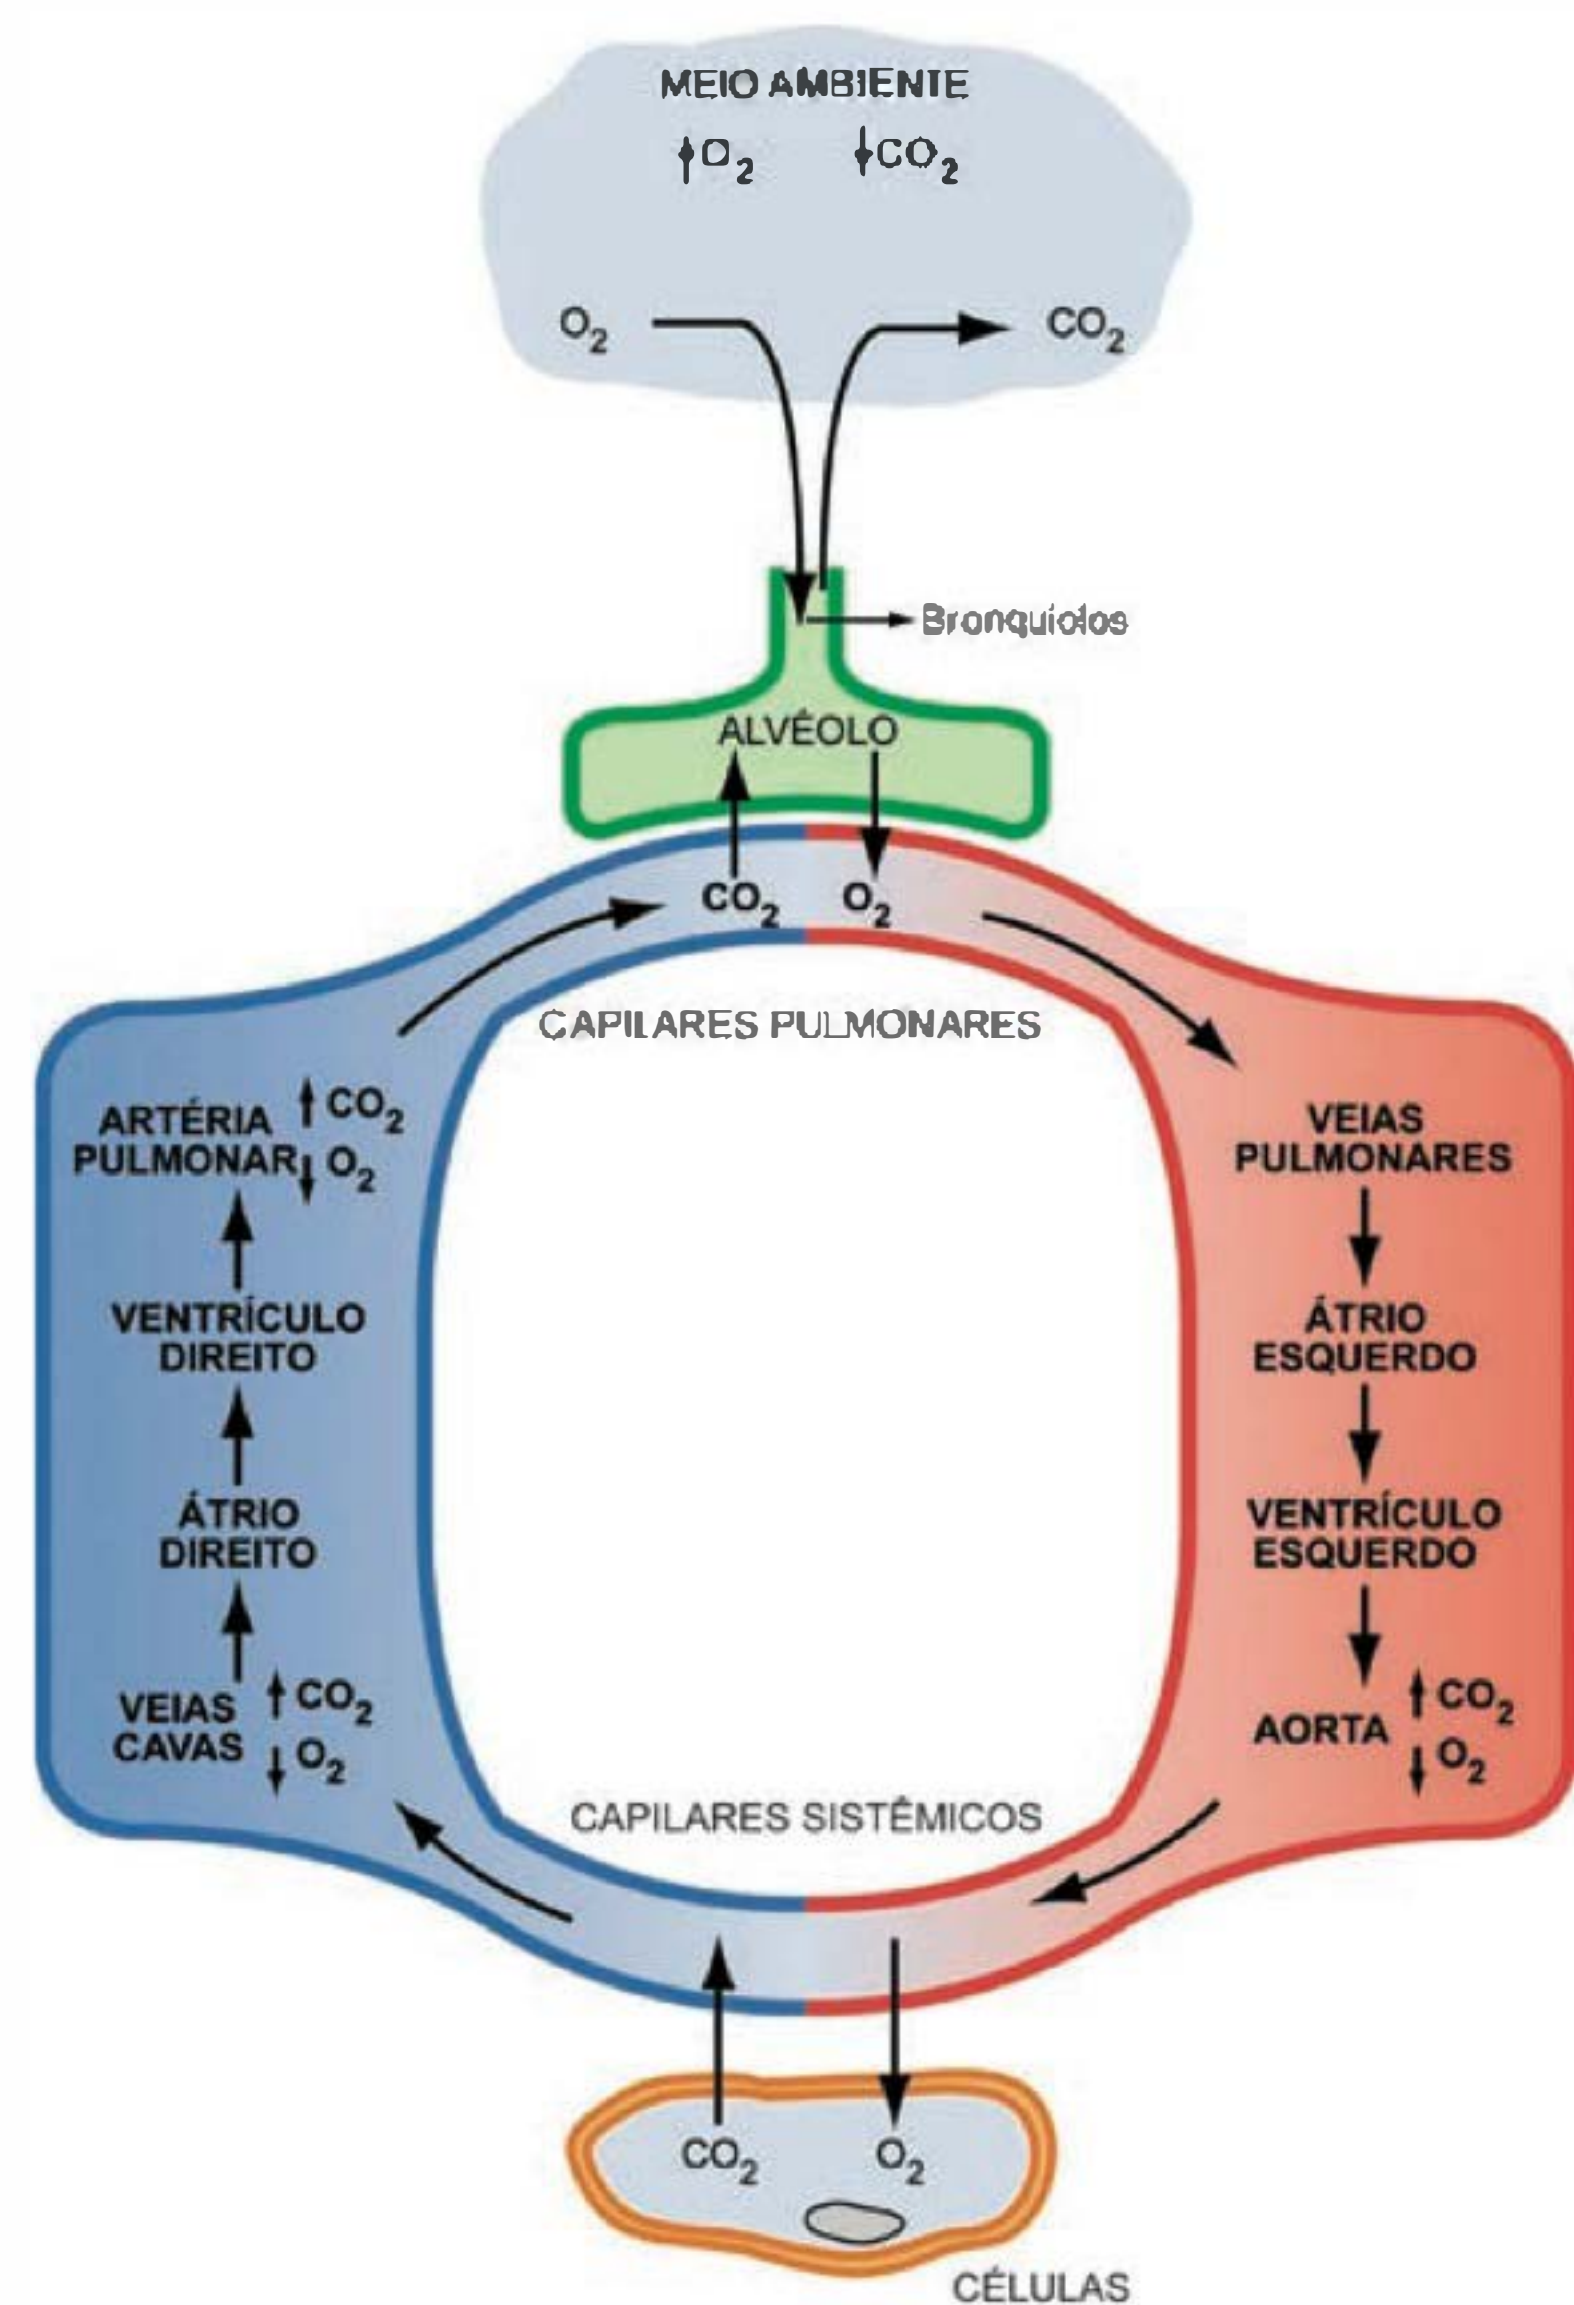 MEIO AMBIENTE
↑O₂ ↓CO₂
O₂ CO₂
Bronquíolos
ALVÉOLO
CO₂ O₂
CAPILARES PULMONARES
ARTÉRIA
PULMONAR
↑CO₂
↓O₂
VENTRÍCULO
DIREITO
ÁTRIO
DIREITO
VEIAS
CAVAS
↑CO₂
↓O₂
VEIAS
PULMONARES
ÁTRIO
ESQUERDO
VENTRÍCULO
ESQUERDO
AORTA
↑CO₂
↓O₂
CAPILARES SISTÊMICOS
CO₂ O₂
CÉLULAS